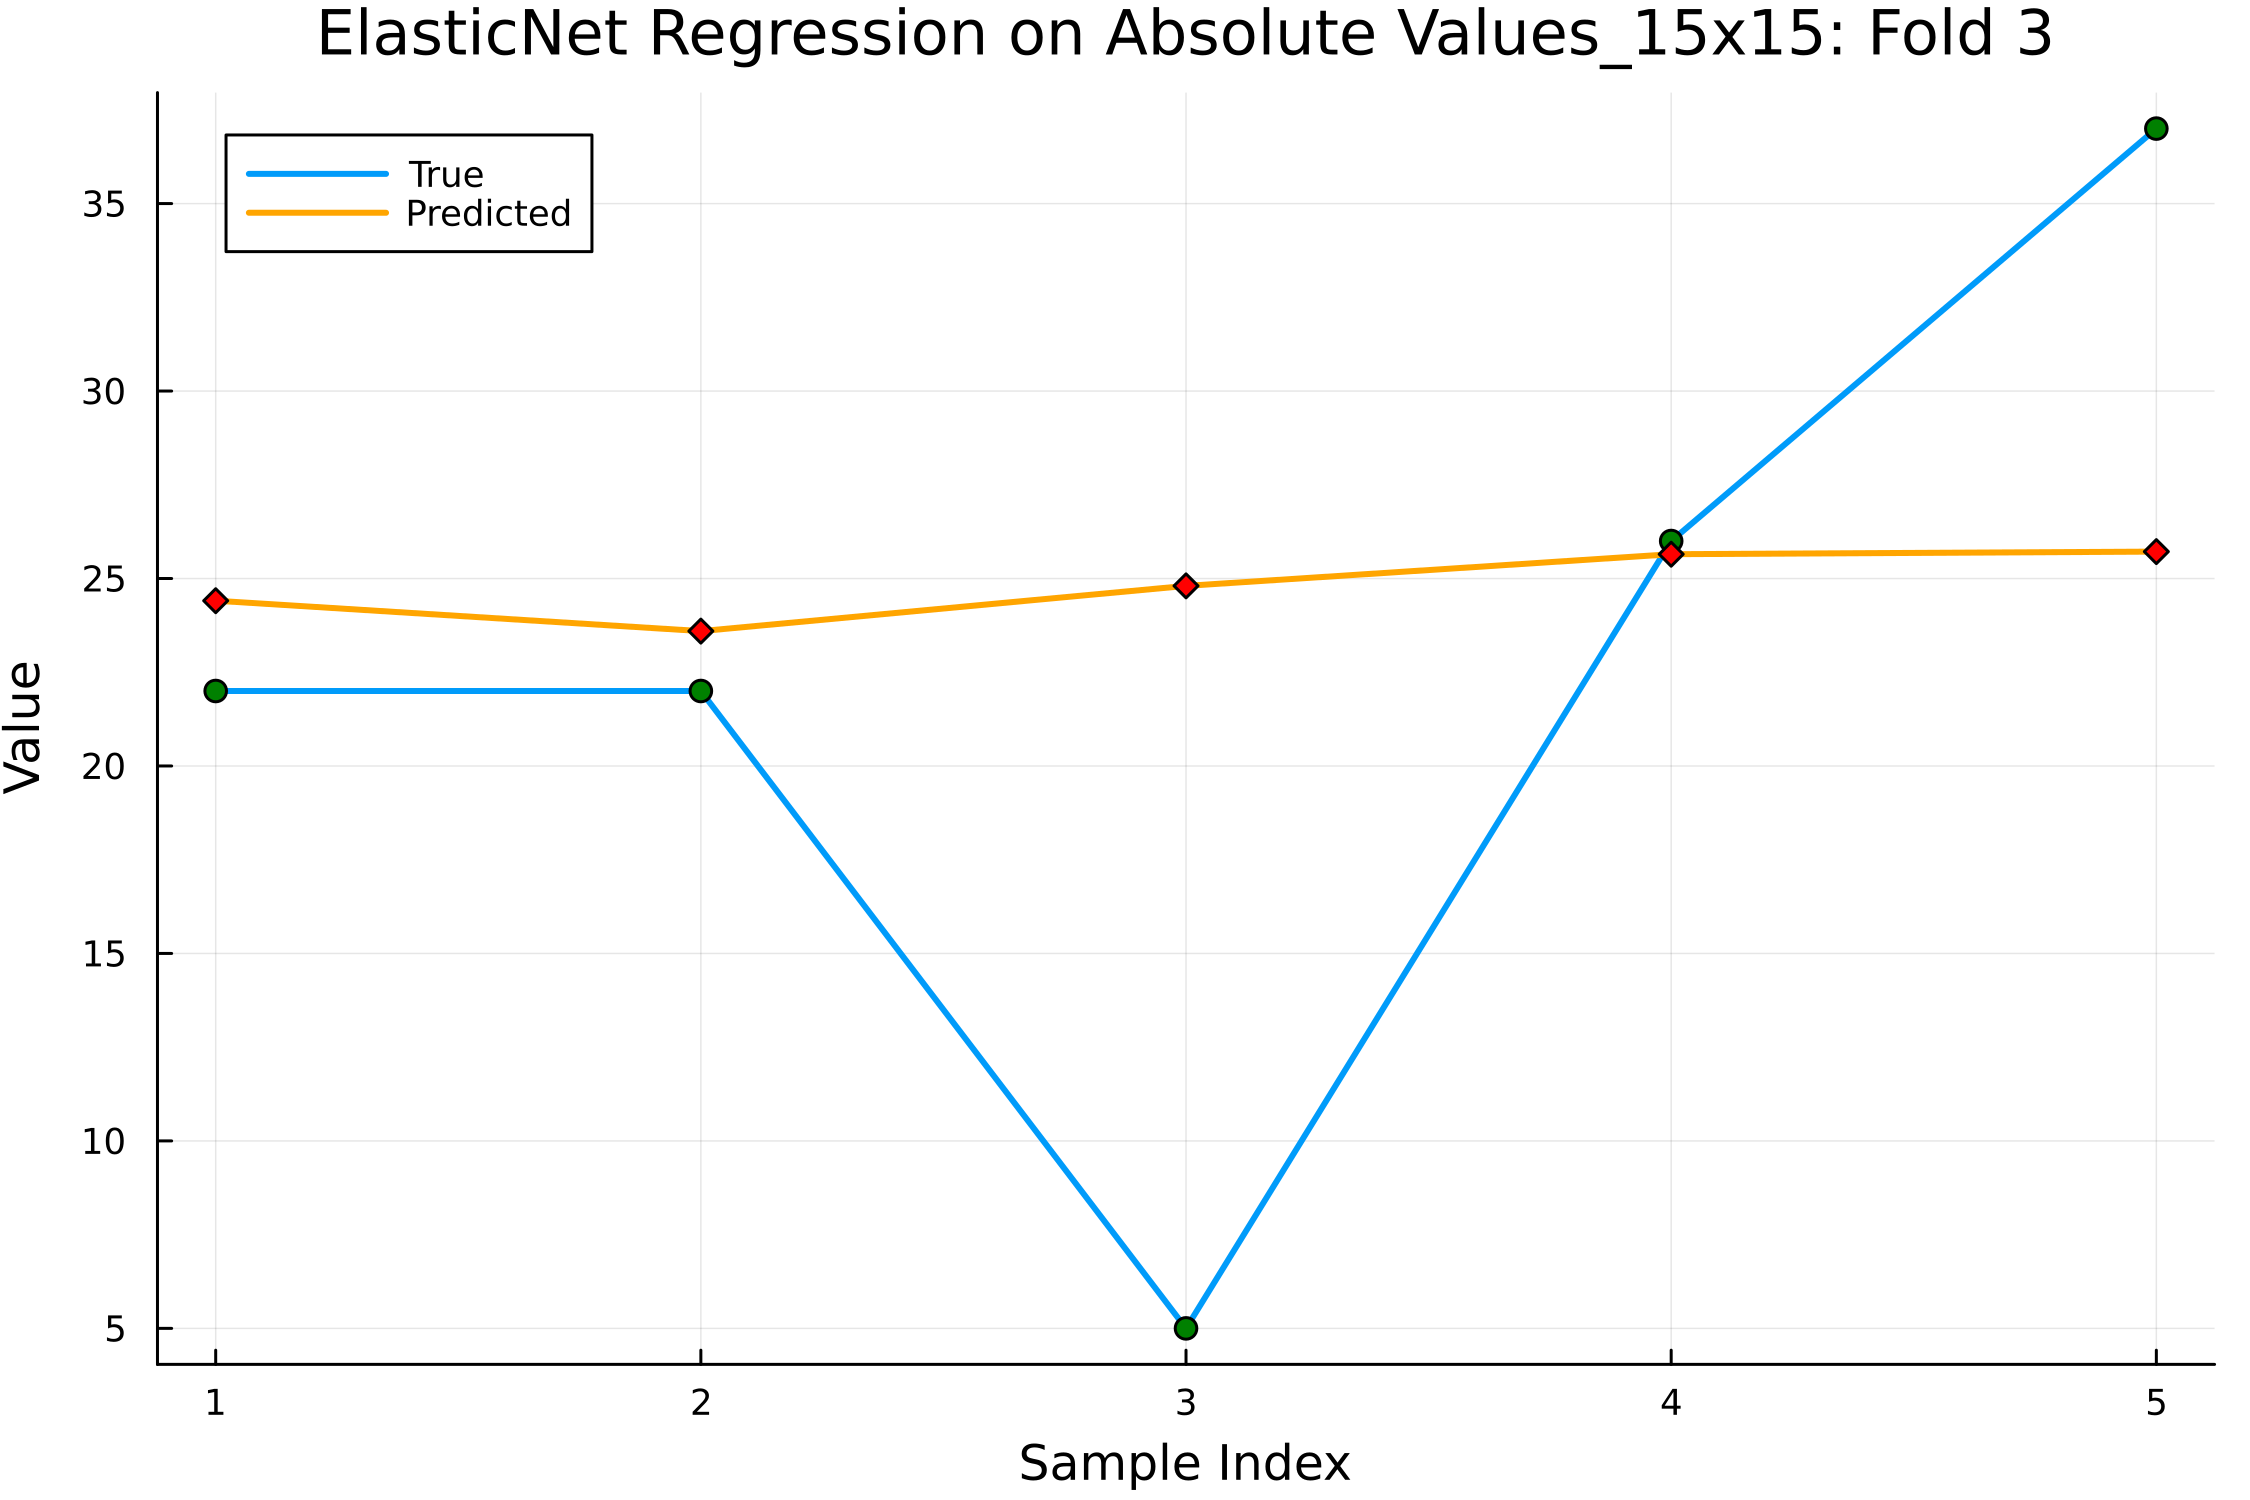 ElasticNet Regression on Absolute Values_15x15: Fold 3
True
Predicted
35
30
25
20
15
10
5
Value
1 2 3 4 5
Sample Index